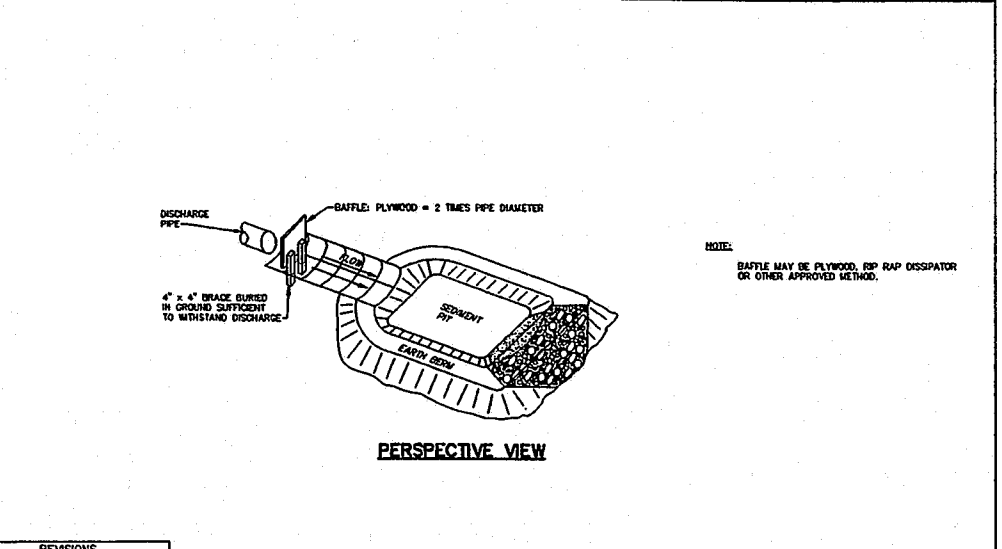 DISCHARGE
PIPE
BAFFLE: PLYWOOD = 2 TIMES PIPE DIAMETER
FLOW
4" x 4" BRACE BURIED
IN GROUND SUFFICIENT
TO WITHSTAND DISCHARGE
SEDIMENT
PIT
EARTH BERM
NOTE:
BAFFLE MAY BE PLYWOOD, RIP RAP DISSIPATOR
OR OTHER APPROVED METHOD.
PERSPECTIVE VIEW
REVISIONS